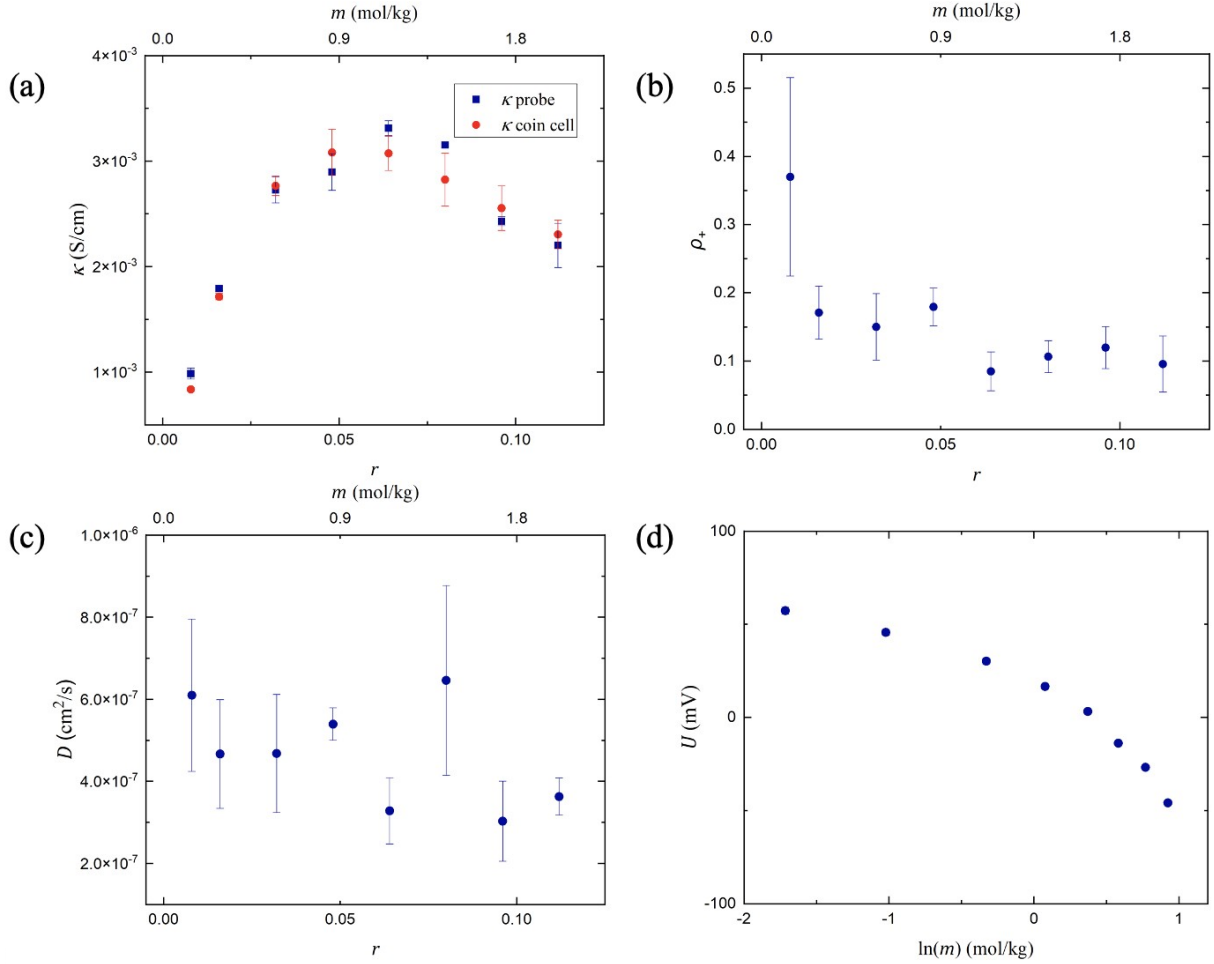 (a)
m (mol/kg)
0.0 0.9 1.8
4×10⁻³
3×10⁻³
2×10⁻³
1×10⁻³
κ (S/cm)
κ probe
κ coin cell
0.00 0.05 0.10
r
(b)
m (mol/kg)
0.0 0.9 1.8
0.5
0.4
0.3
0.2
0.1
0.0
ρ₊
0.00 0.05 0.10
r
(c)
m (mol/kg)
0.0 0.9 1.8
1.0×10⁻⁶
8.0×10⁻⁷
6.0×10⁻⁷
4.0×10⁻⁷
2.0×10⁻⁷
D (cm²/s)
0.00 0.05 0.10
r
(d)
100
0
-100
U (mV)
-2 -1 0 1
ln(m) (mol/kg)